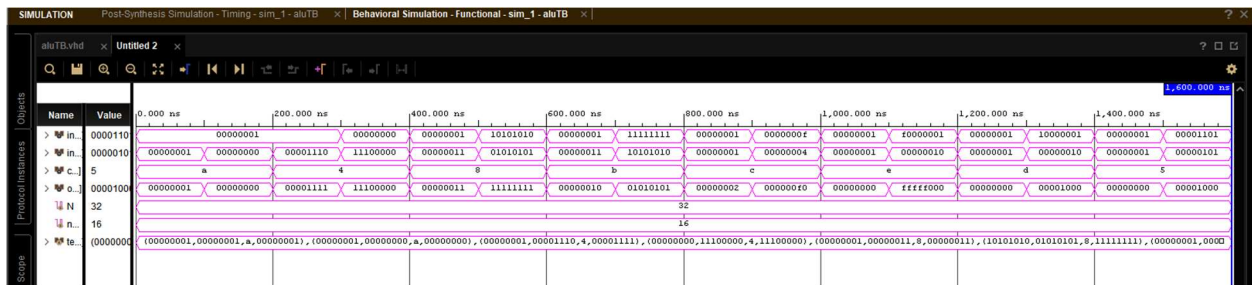 SIMULATION Post-Synthesis Simulation - Timing - sim_1 - aluTB × Behavioral Simulation - Functional - sim_1 - aluTB × ? ×
aluTB.vhd × Untitled 2 × ?
1,600.000 ns
Name Value 0.000 ns 200.000 ns 400.000 ns 600.000 ns 800.000 ns 1,000.000 ns 1,200.000 ns 1,400.000 ns
> in...] 0000110 00000001 00000000 00000001 10101010 00000001 11111111 00000001 0000000f 00000001 f0000001 00000001 10000001 00000001 00001101
> in...] 0000010 00000001 00000000 00001110 11100000 00000011 01010101 00000011 10101010 00000001 00000004 00000001 00000010 00000001 00000010 00000001 00000101
> c...] 5 a 4 8 b c e d 5
> o...] 0000100 00000001 00000000 00001111 11100000 00000011 11111111 00000010 01010101 00000002 000000f0 00000000 fffff000 00000000 00001000 00000000 00001000
N 32 32
n... 16 16
> te... (0000000 (00000001,00000001,a,00000001),(00000001,00000000,a,00000000),(00000001,00001110,4,00001111),(00000000,11100000,4,11100000),(00000001,00000011,8,00000011),(10101010,01010101,8,11111111),(00000001,000
Objects
Protocol Instances
Scope